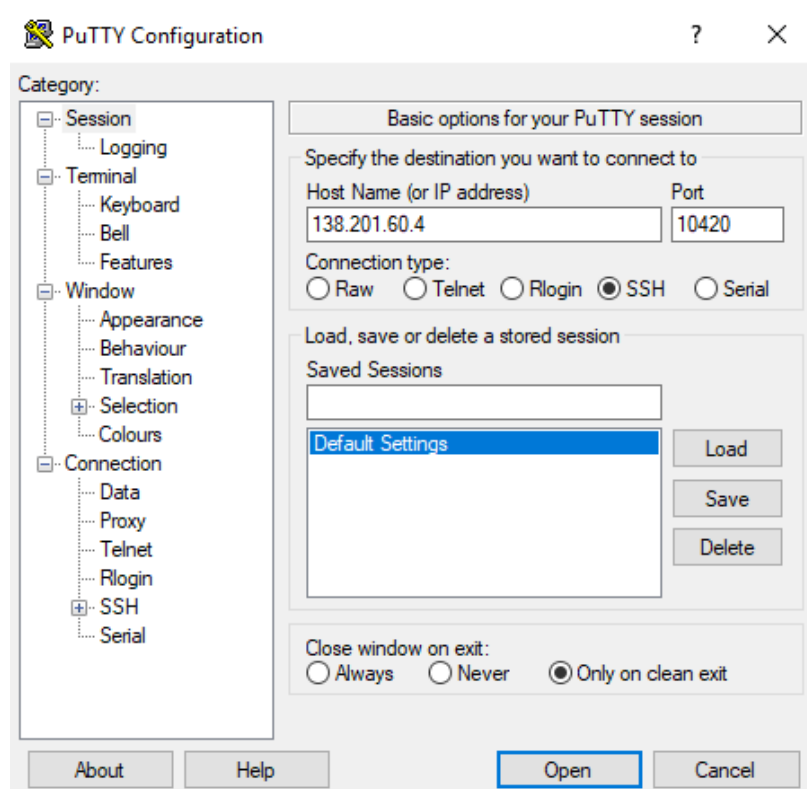 PuTTY Configuration
?
Category:
Session
Logging
Terminal
Keyboard
Bell
Features
Window
Appearance
Behaviour
Translation
Selection
Colours
Connection
Data
Proxy
Telnet
Rlogin
SSH
Serial
Basic options for your PuTTY session
Specify the destination you want to connect to
Host Name (or IP address) Port
138.201.60.4 10420
Connection type:
Raw Telnet Rlogin SSH Serial
Load, save or delete a stored session
Saved Sessions
Default Settings
Load
Save
Delete
Close window on exit:
Always Never Only on clean exit
About Help Open Cancel